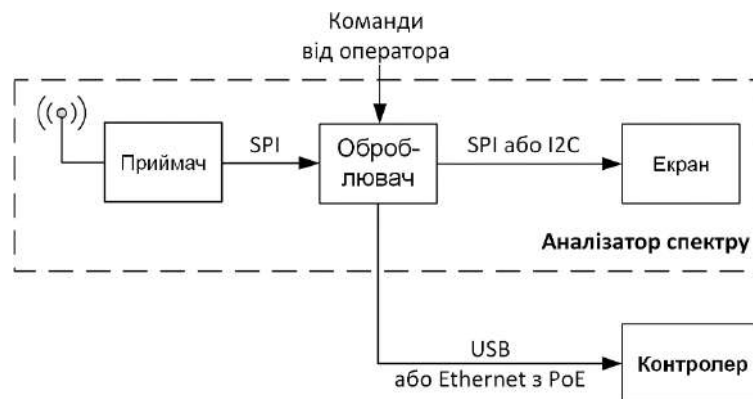 Команди
від оператора
Приймач
SPI
Оброб-
лювач
SPI або I2C
Екран
Аналізатор спектру
USB
або Ethernet з PoE
Контролер